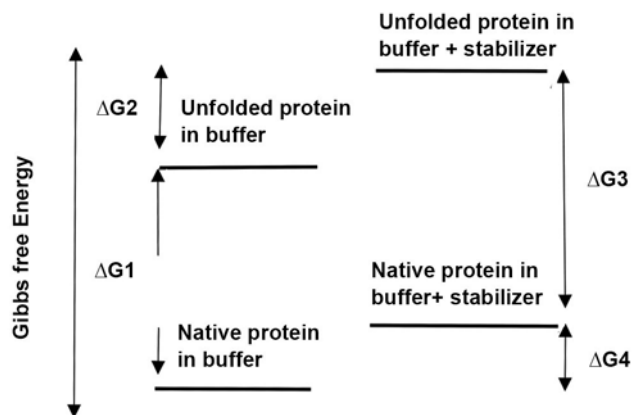 Unfolded protein in
buffer + stabilizer
ΔG2
Unfolded protein
in buffer
Gibbs free Energy
ΔG3
ΔG1
Native protein in
buffer+ stabilizer
Native protein
in buffer
ΔG4